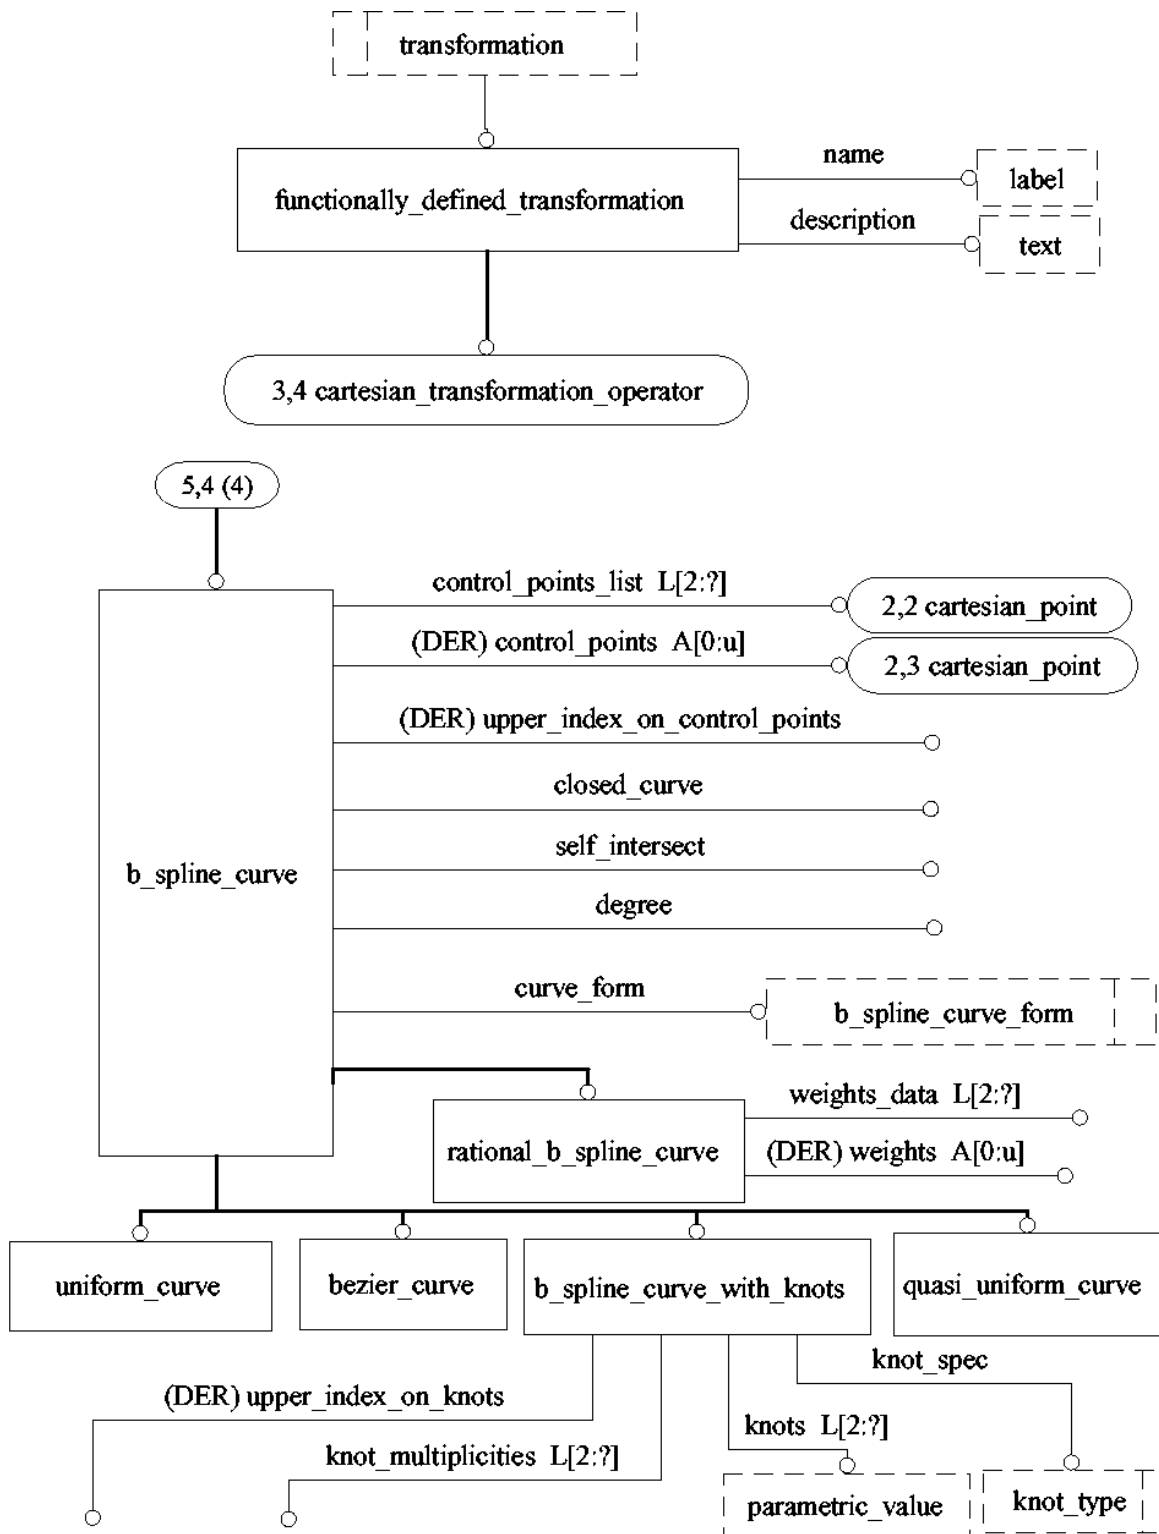 transformation
functionally_defined_transformation
name
label
description
text
3,4 cartesian_transformation_operator
5,4 (4)
control_points_list L[2:?]
2,2 cartesian_point
(DER) control_points A[0:u]
2,3 cartesian_point
(DER) upper_index_on_control_points
closed_curve
self_intersect
b_spline_curve
degree
curve_form
b_spline_curve_form
weights_data L[2:?]
rational_b_spline_curve
(DER) weights A[0:u]
uniform_curve
bezier_curve
b_spline_curve_with_knots
quasi_uniform_curve
knot_spec
(DER) upper_index_on_knots
knots L[2:?]
knot_multiplicities L[2:?]
parametric_value
knot_type